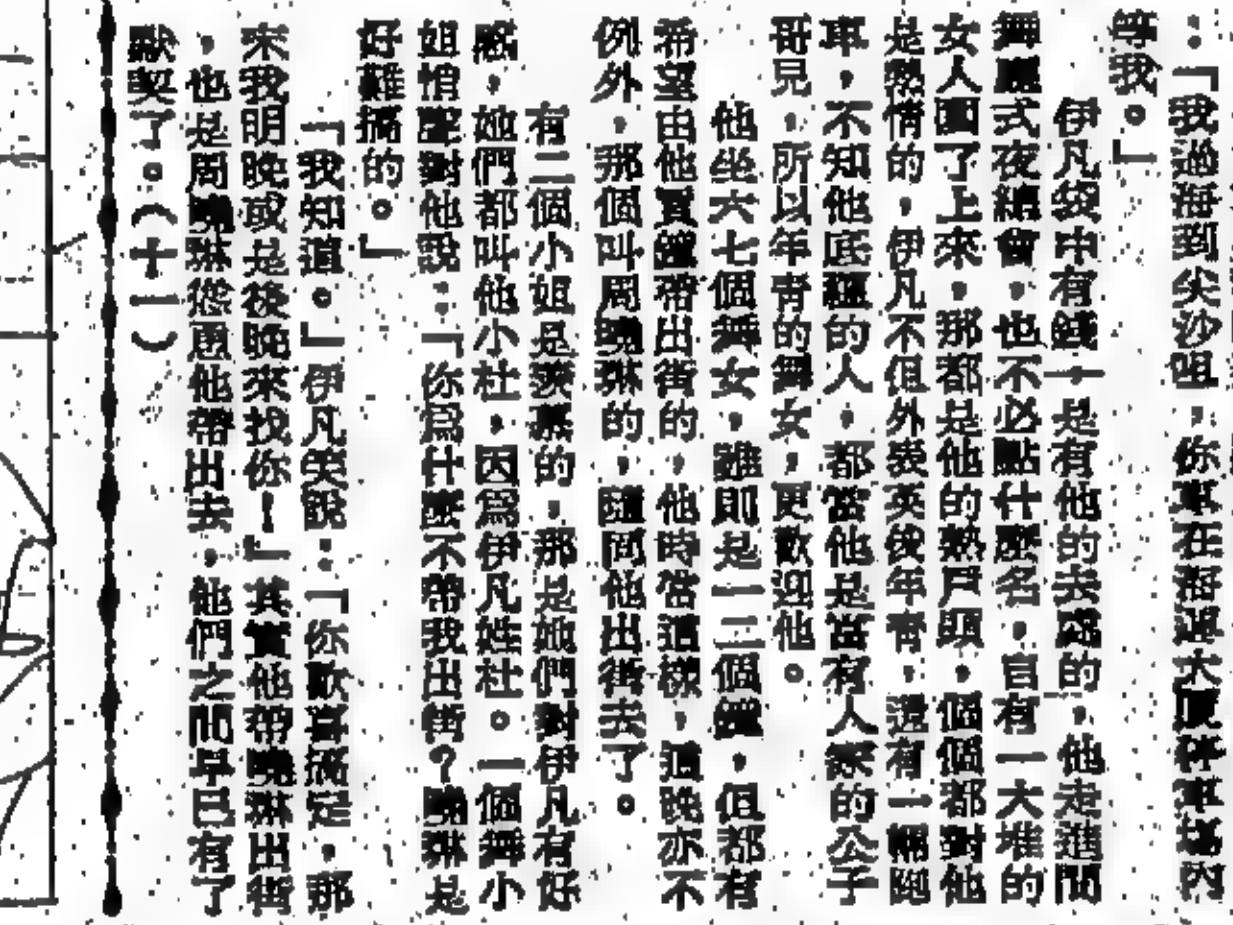 ：「我過海到尖沙咀，你車在海運大厦停車塲內
等我。」
伊凡袋中有錢，是有他的去處的，他走進間
舞廳式夜總會，也不必點什麼名，自有一大堆的
女人圍了上來，那都是他的熟戶頭，個個都對他
是熱情的，伊凡不但外表英俊年靑，還有一輛跑
車，不知他底蘊的人，都當他是富有人家的公子
哥兒，所以年靑的舞女，更歡迎他。
他坐六七個舞女，雖則是一二個鐘，但都有
希望由他買鐘帶出街的，他時常這樣，這晚亦不
例外，那個叫周曉琳的，隨同他出街去了。
有二個小姐是羨慕的，那是她們對伊凡有好
感，她們都叫他小杜，因爲伊凡姓杜。一個舞小
姐悄聲對他說：「你爲什麼不帶我出街？曉琳是
好難搞的。」
「我知道。」伊凡笑說：「你歡喜搞定，那
末我明晚或是後晚來找你！」其實他帶曉琳出街
，也是周曉琳慫恿他帶出去，他們之間早已有了
默契了。（十一）